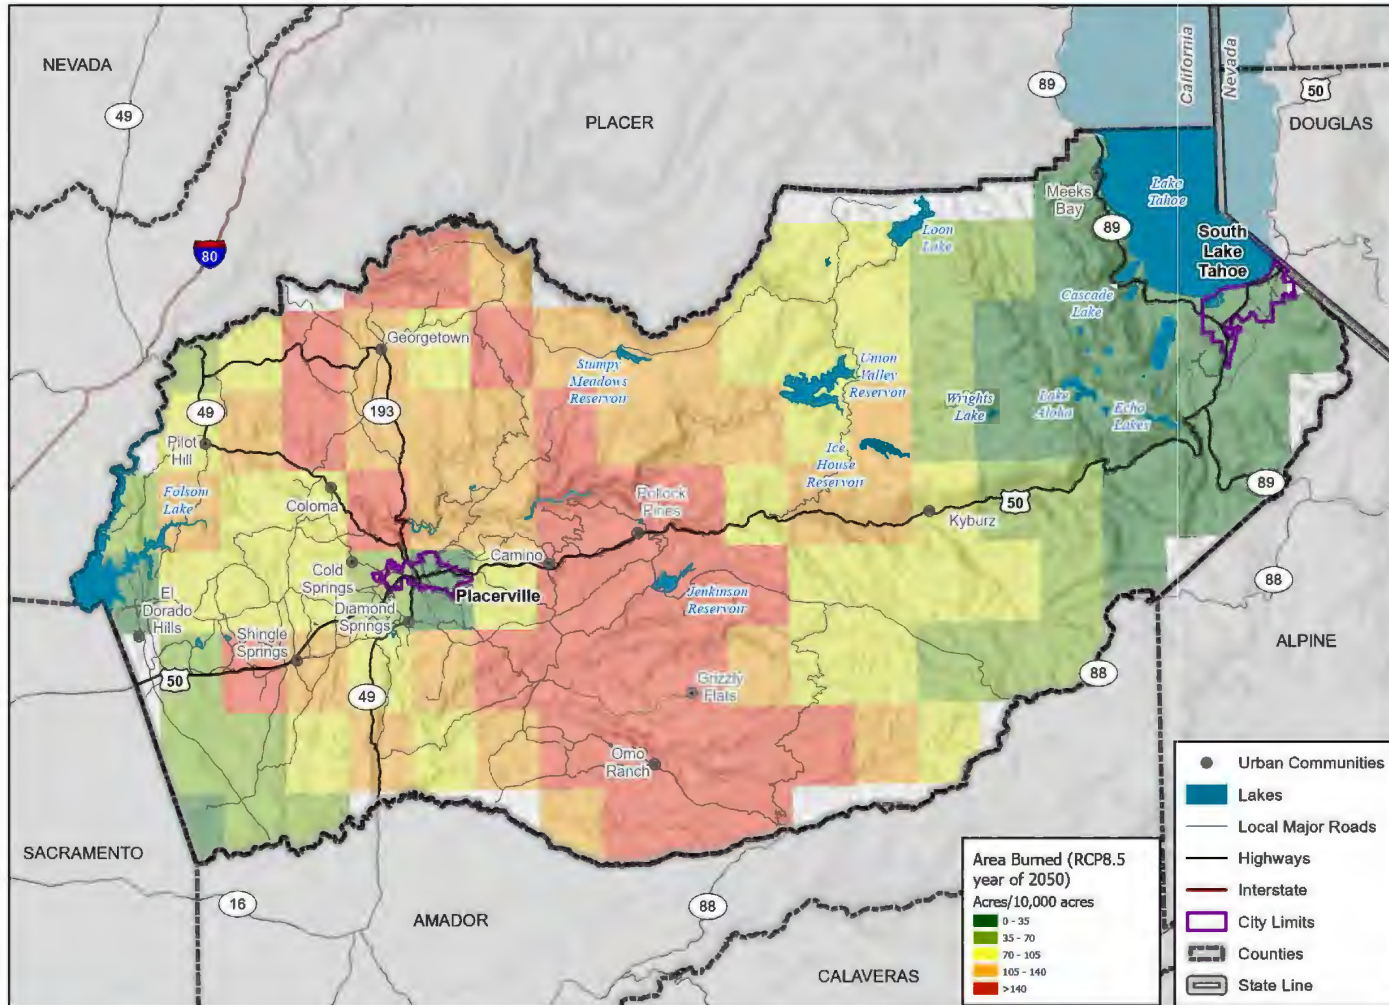 NEVADA
49
80
PLACER
89
California
Nevada
50
DOUGLAS
Meeks
Bay
Lake
Tahoe
89
South
Lake
Tahoe
Loon
Lake
Cascade
Lake
Georgetown
Stumpy
Meadows
Reservoir
Union
Valley
Reservoir
Wrights
Lake
Lake
Aloha
Echo
Lakes
49
193
Pilot
Hill
Ice
House
Reservoir
Folsom
Lake
Coloma
Pollock
Pines
50
Kyburz
89
Camino
Cold
Springs
Placerville
Jenkinson
Reservoir
88
El
Dorado
Hills
Diamond
Springs
Shingle
Springs
50
49
Grizzly
Flats
88
ALPINE
Omo
Ranch
SACRAMENTO
16
AMADOR
88
CALAVERAS
Area Burned (RCP8.5
year of 2050)
Acres/10,000 acres
0 - 35
35 - 70
70 - 105
105 - 140
>140
Urban Communities
Lakes
Local Major Roads
Highways
Interstate
City Limits
Counties
State Line